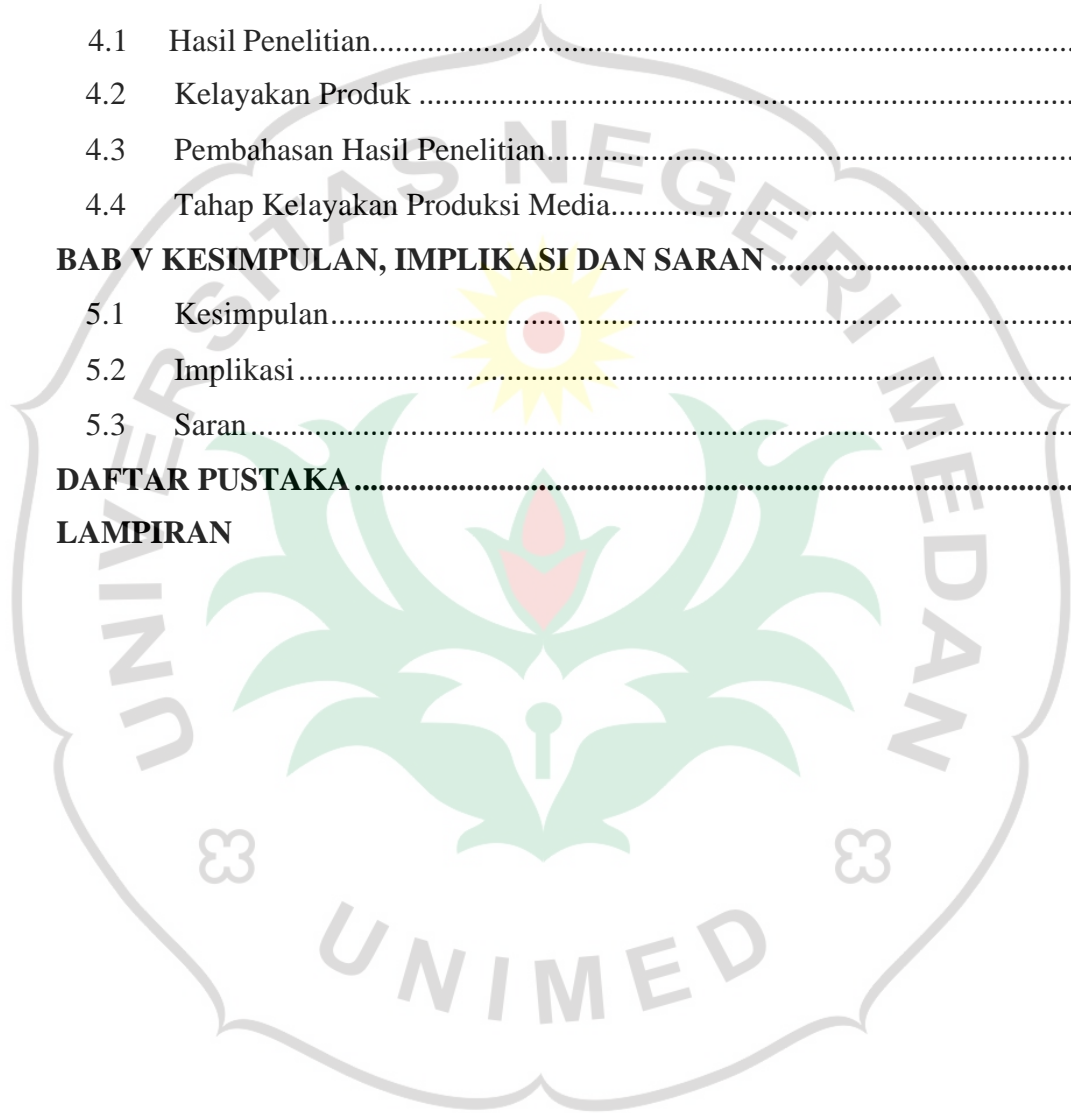 4.1 Hasil Penelitian..........................................................................................
4.2 Kelayakan Produk ....................................................................................
4.3 Pembahasan Hasil Penelitian....................................................................
4.4 Tahap Kelayakan Produksi Media............................................................
BAB V KESIMPULAN, IMPLIKASI DAN SARAN ......................................
5.1 Kesimpulan................................................................................................
5.2 Implikasi....................................................................................................
5.3 Saran..........................................................................................................
DAFTAR PUSTAKA..........................................................................................
LAMPIRAN
UNIVERSITAS NEGERI MEDAN
UNIMED